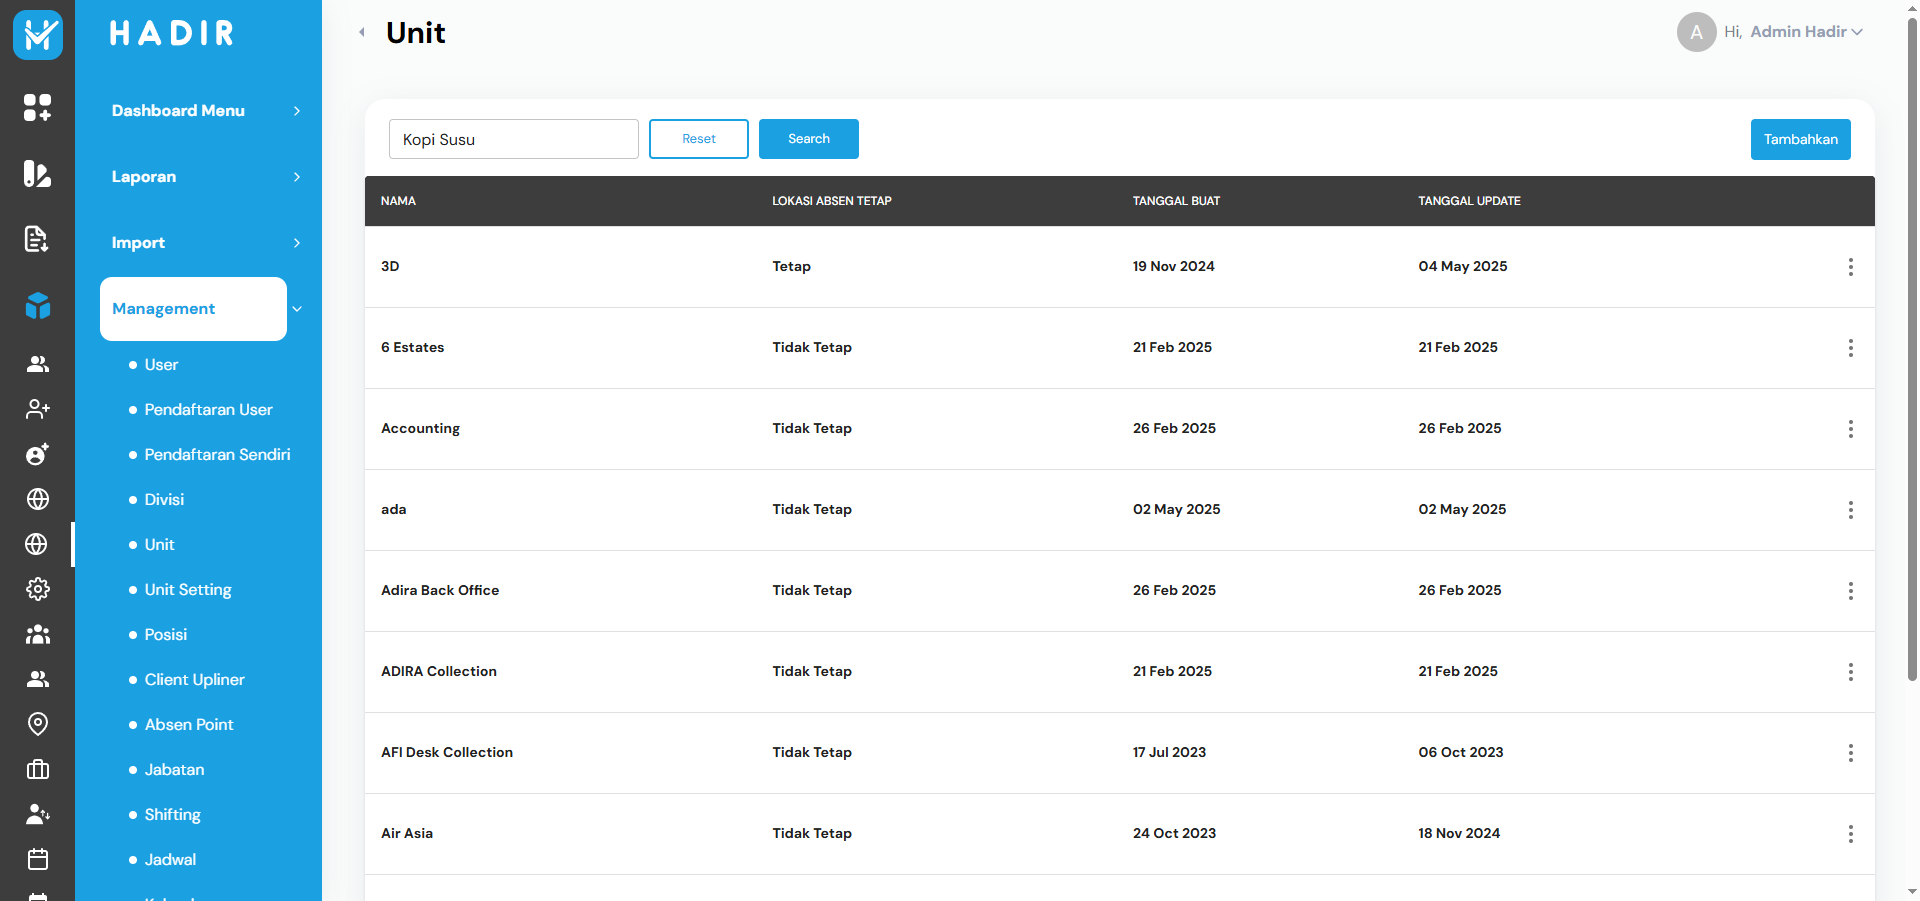 HADIR
Dashboard Menu
Laporan
Import
Management
User
Pendaftaran User
Pendaftaran Sendiri
Divisi
Unit
Unit Setting
Posisi
Client Upliner
Absen Point
Jabatan
Shifting
Jadwal
Unit
A Hi, Admin Hadir
Kopi Susu Reset Search Tambahkan
NAMA LOKASI ABSEN TETAP TANGGAL BUAT TANGGAL UPDATE
3D Tetap 19 Nov 2024 04 May 2025
6 Estates Tidak Tetap 21 Feb 2025 21 Feb 2025
Accounting Tidak Tetap 26 Feb 2025 26 Feb 2025
ada Tidak Tetap 02 May 2025 02 May 2025
Adira Back Office Tidak Tetap 26 Feb 2025 26 Feb 2025
ADIRA Collection Tidak Tetap 21 Feb 2025 21 Feb 2025
AFI Desk Collection Tidak Tetap 17 Jul 2023 06 Oct 2023
Air Asia Tidak Tetap 24 Oct 2023 18 Nov 2024